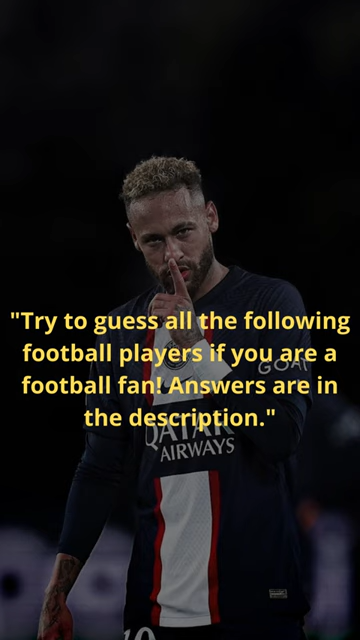 "Try to guess all the following
football players if you are a
football fan! Answers are in
the description."
GOAT
QATAR
AIRWAYS
10